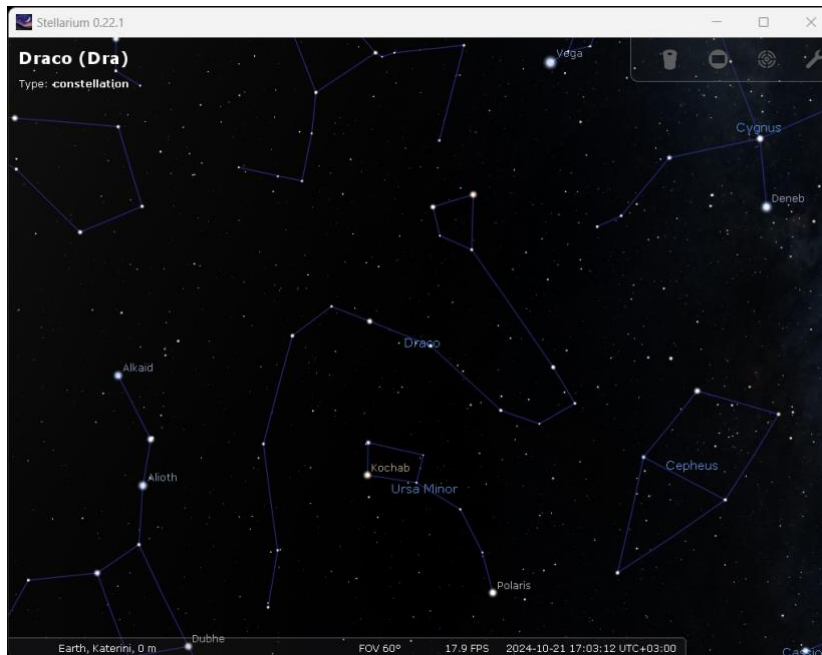 Stellarium 0.22.1
Draco (Dra)
Type: constellation
Vega
Cygnus
Deneb
Draco
Alkaid
Alioth
Kochab
Ursa Minor
Cepheus
Polaris
Dubhe
Earth, Katerini, 0 m FOV 60° 17.9 FPS 2024-10-21 17:03:12 UTC+03:00
Cassio